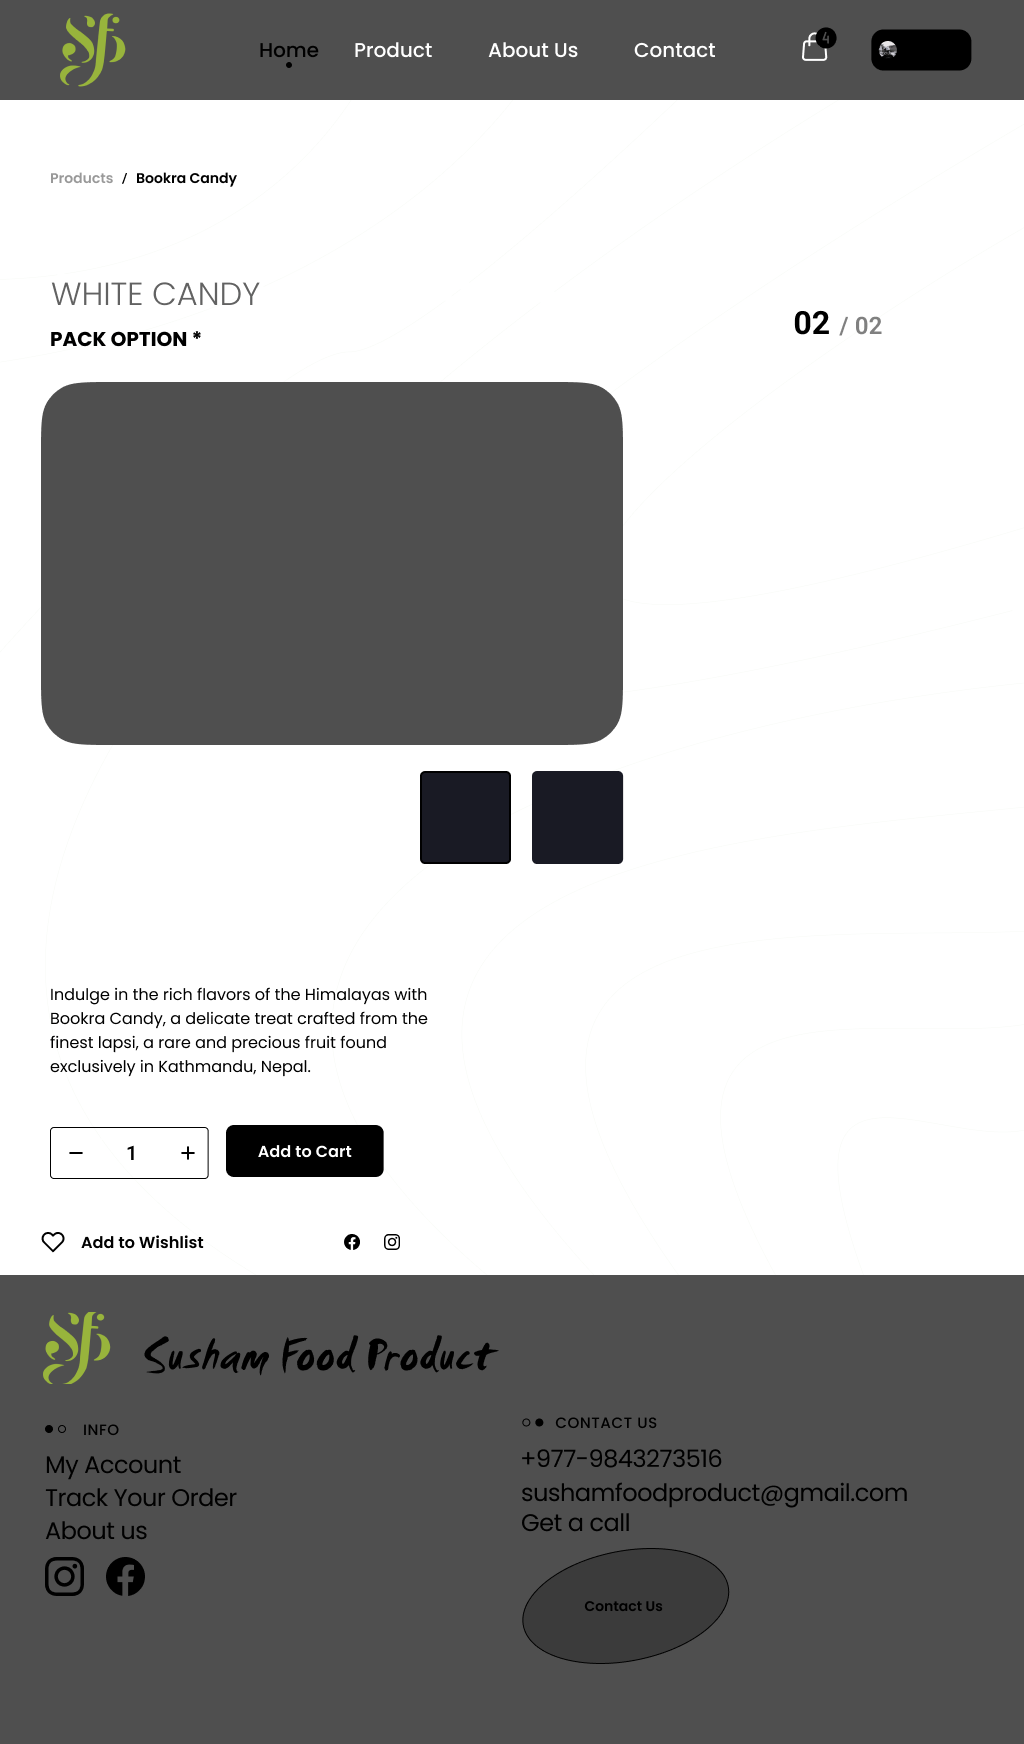 Home
Product
About Us
Contact
4
Products / Bookra Candy
WHITE CANDY
PACK OPTION *
02 / 02
Indulge in the rich flavors of the Himalayas with
Bookra Candy, a delicate treat crafted from the
finest lapsi, a rare and precious fruit found
exclusively in Kathmandu, Nepal.
1
Add to Cart
Add to Wishlist
Susham Food Product
INFO
My Account
Track Your Order
About us
CONTACT US
+977-9843273516
sushamfoodproduct@gmail.com
Get a call
Contact Us